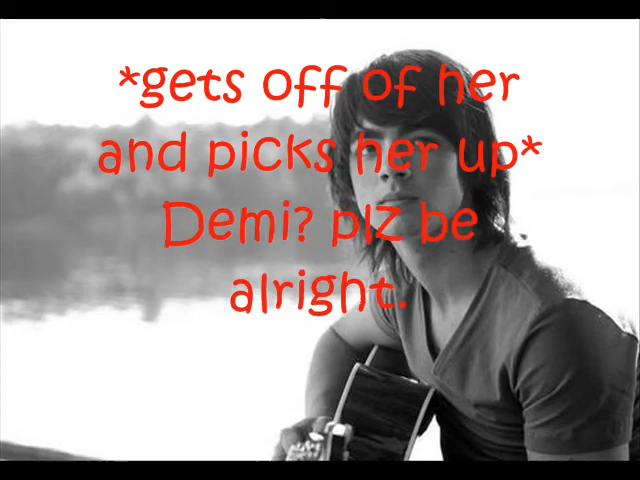 *gets off of her
and picks her up*
Demi? plz be
alright.